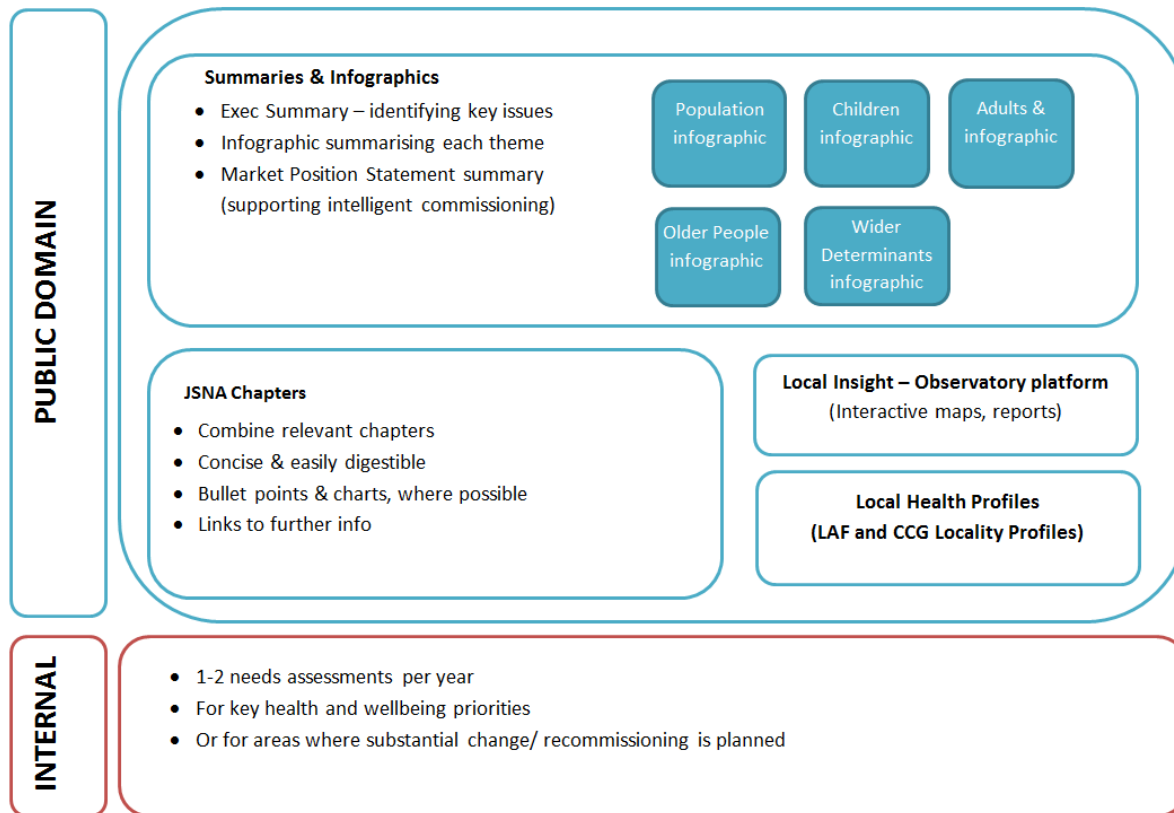 PUBLIC DOMAIN
Summaries & Infographics
• Exec Summary – identifying key issues
• Infographic summarising each theme
• Market Position Statement summary
(supporting intelligent commissioning)
Population
infographic
Children
infographic
Adults &
infographic
Older People
infographic
Wider
Determinants
infographic
JSNA Chapters
• Combine relevant chapters
• Concise & easily digestible
• Bullet points & charts, where possible
• Links to further info
Local Insight – Observatory platform
(Interactive maps, reports)
Local Health Profiles
(LAF and CCG Locality Profiles)
INTERNAL
• 1-2 needs assessments per year
• For key health and wellbeing priorities
• Or for areas where substantial change/ recommissioning is planned